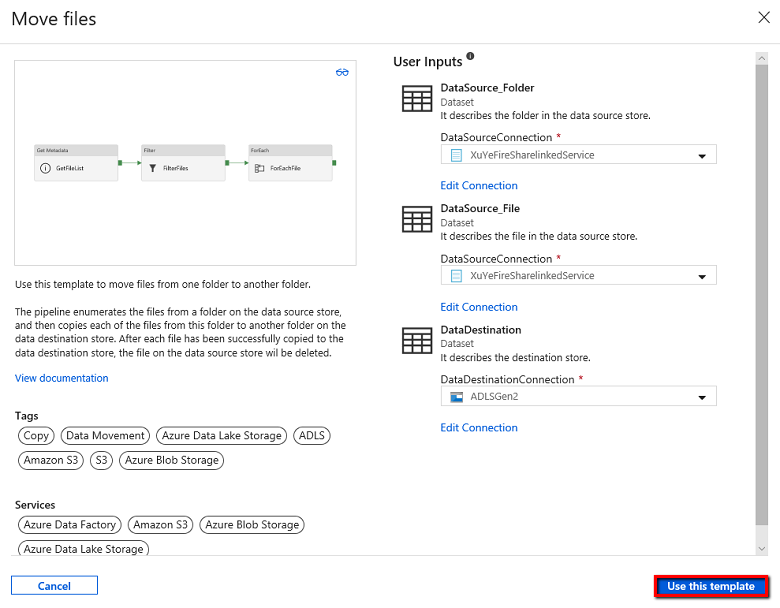 Move files
Get Metadata
GetFileList
Filter
FilterFiles
ForEach
ForEachFile
Use this template to move files from one folder to another folder.
The pipeline enumerates the files from a folder on the data source store,
and then copies each of the files from this folder to another folder on the
data destination store. After each file has been successfully copied to the
data destination store, the file on the data source store wil be deleted.
View documentation
Tags
Copy Data Movement Azure Data Lake Storage ADLS
Amazon S3 S3 Azure Blob Storage
Services
Azure Data Factory Amazon S3 Azure Blob Storage
Azure Data Lake Storage
User Inputs
DataSource_Folder
Dataset
It describes the folder in the data source store.
DataSourceConnection *
XuYeFireSharelinkedService
Edit Connection
DataSource_File
Dataset
It describes the file in the data source store.
DataSourceConnection *
XuYeFireSharelinkedService
Edit Connection
DataDestination
Dataset
It describes the destination store.
DataDestinationConnection *
ADLSGen2
Edit Connection
Cancel
Use this template